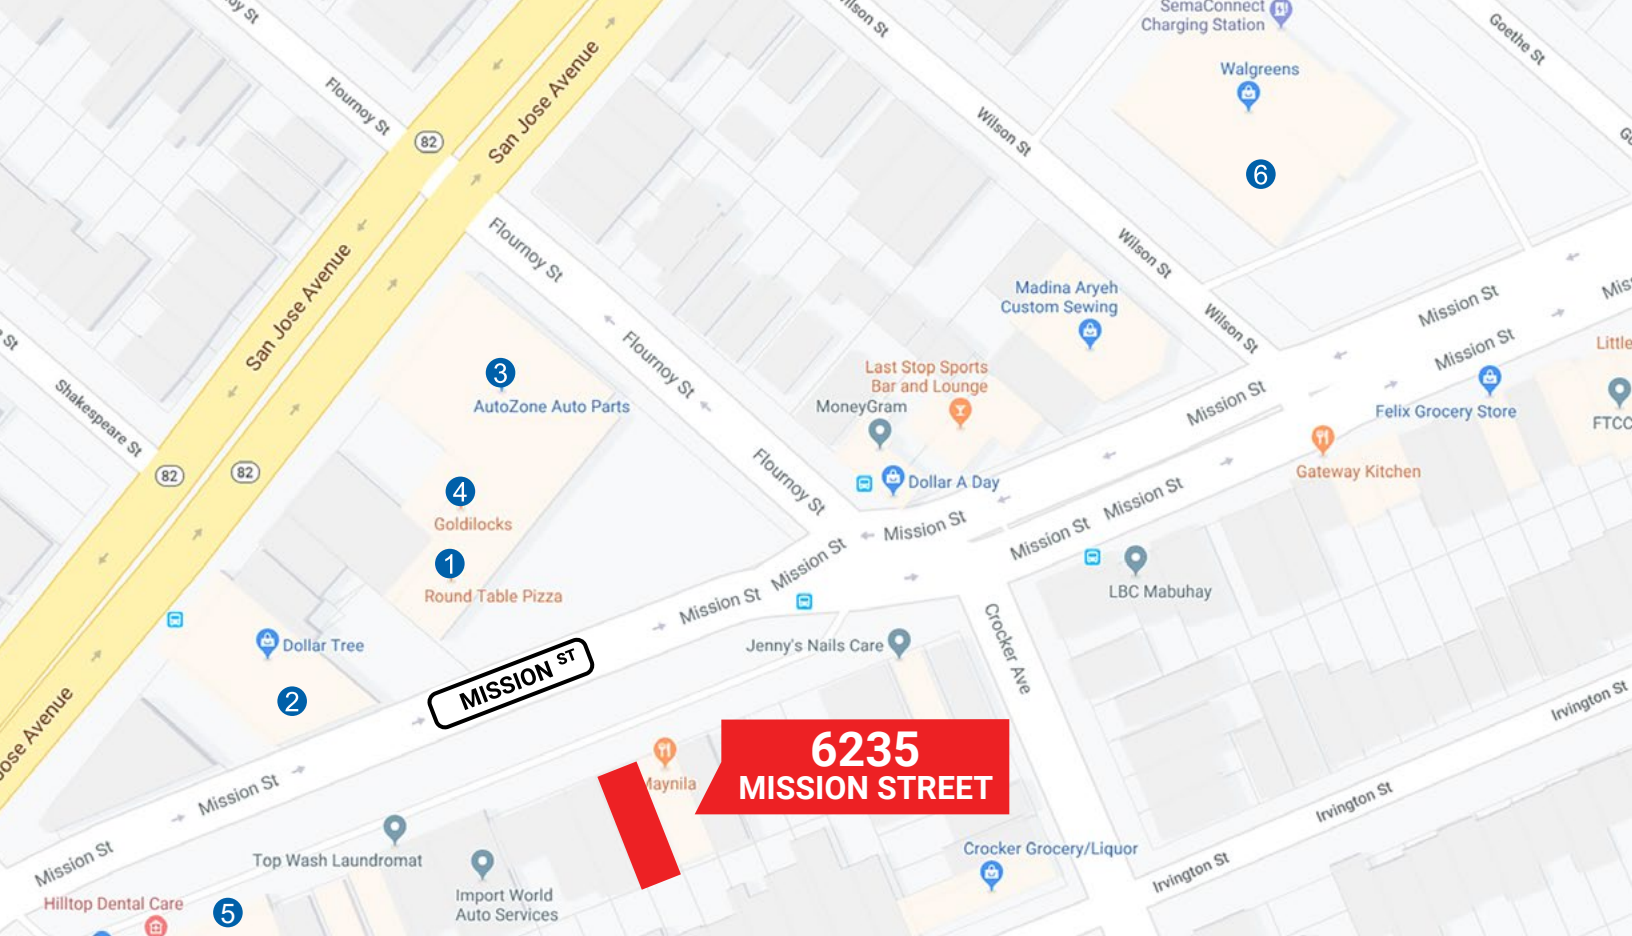 SemaConnect
Charging Station
Goethe St
Walgreens
6
Flournoy St
82
San Jose Avenue
Wilson St
Flournoy St
San Jose Avenue
Wilson St
Wilson St
Madina Aryeh
Custom Sewing
Mission St
Mission St
Shakespeare St
3
AutoZone Auto Parts
Flournoy St
Last Stop Sports
Bar and Lounge
MoneyGram
Mission St
Felix Grocery Store
Little
FTCC
Gateway Kitchen
82
82
4
Goldilocks
Flournoy St
Dollar A Day
Mission St
Mission St
Mission St
Mission St
Mission St
1
Round Table Pizza
LBC Mabuhay
Crocker Ave
Dollar Tree
2
Jenny's Nails Care
MISSION ST
Irvington St
6235
MISSION STREET
Maynila
Mission St
Irvington St
Top Wash Laundromat
Mission St
Import World
Auto Services
Crocker Grocery/Liquor
Irvington St
Hilltop Dental Care
5